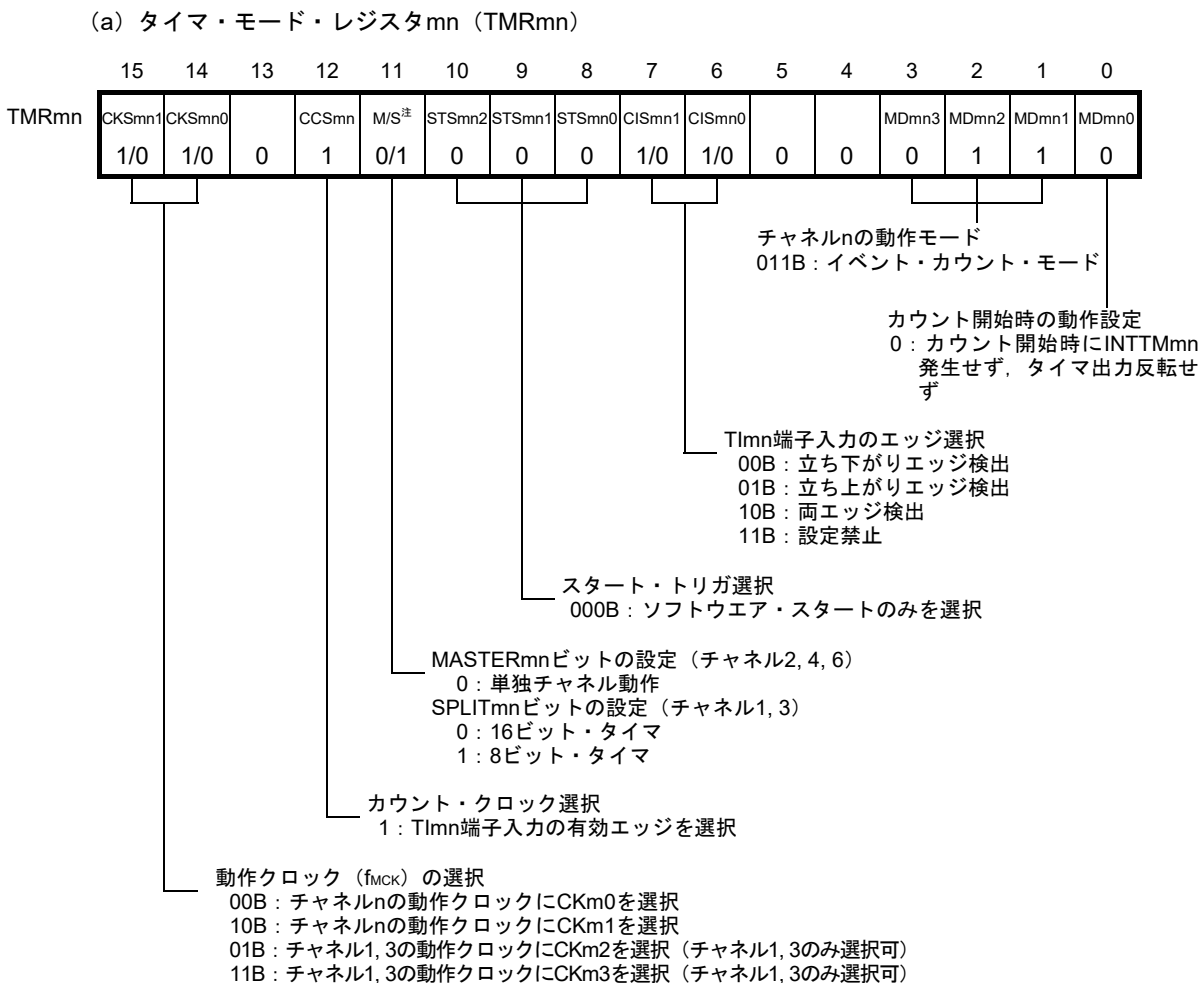 (a) タイマ・モード・レジスタmn（TMRmn）
15 14 13 12 11 10 9 8 7 6 5 4 3 2 1 0
TMRmn CKSmn1 CKSmn0 CCSmn M/S注 STSmn2 STSmn1 STSmn0 CISmn1 CISmn0 MDmn3 MDmn2 MDmn1 MDmn0
1/0 1/0 0 1 0/1 0 0 0 1/0 1/0 0 0 0 1 1 0
チャネルnの動作モード
011B：イベント・カウント・モード
カウント開始時の動作設定
0：カウント開始時にINTTMmn
発生せず，タイマ出力反転せ
ず
TImn端子入力のエッジ選択
00B：立ち下がりエッジ検出
01B：立ち上がりエッジ検出
10B：両エッジ検出
11B：設定禁止
スタート・トリガ選択
000B：ソフトウエア・スタートのみを選択
MASTERmnビットの設定（チャネル2, 4, 6）
0：単独チャネル動作
SPLITmnビットの設定（チャネル1, 3）
0：16ビット・タイマ
1：8ビット・タイマ
カウント・クロック選択
1：TImn端子入力の有効エッジを選択
動作クロック（fMCK）の選択
00B：チャネルnの動作クロックにCKm0を選択
10B：チャネルnの動作クロックにCKm1を選択
01B：チャネル1, 3の動作クロックにCKm2を選択（チャネル1, 3のみ選択可）
11B：チャネル1, 3の動作クロックにCKm3を選択（チャネル1, 3のみ選択可）